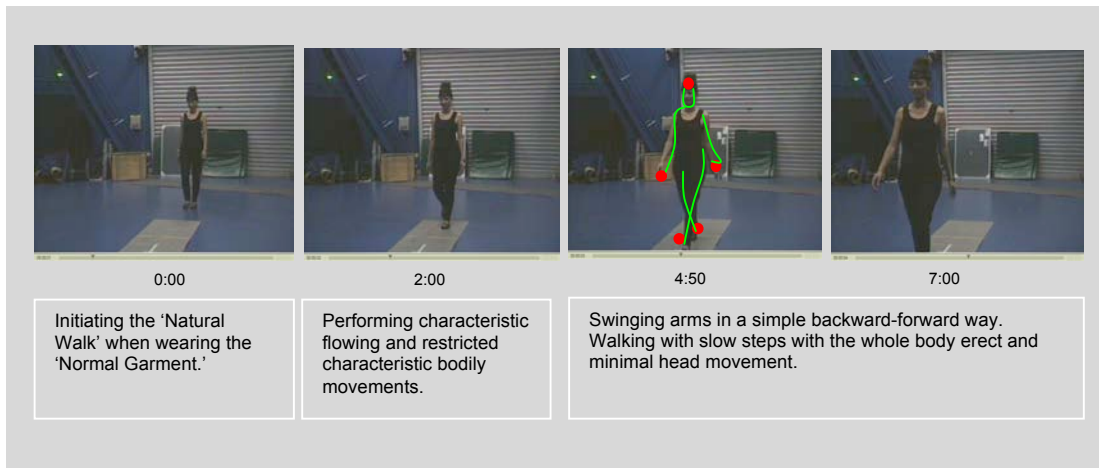 0:00
2:00
4:50
7:00
Initiating the ‘Natural
Walk’ when wearing the
‘Normal Garment.’
Performing characteristic
flowing and restricted
characteristic bodily
movements.
Swinging arms in a simple backward-forward way.
Walking with slow steps with the whole body erect and
minimal head movement.